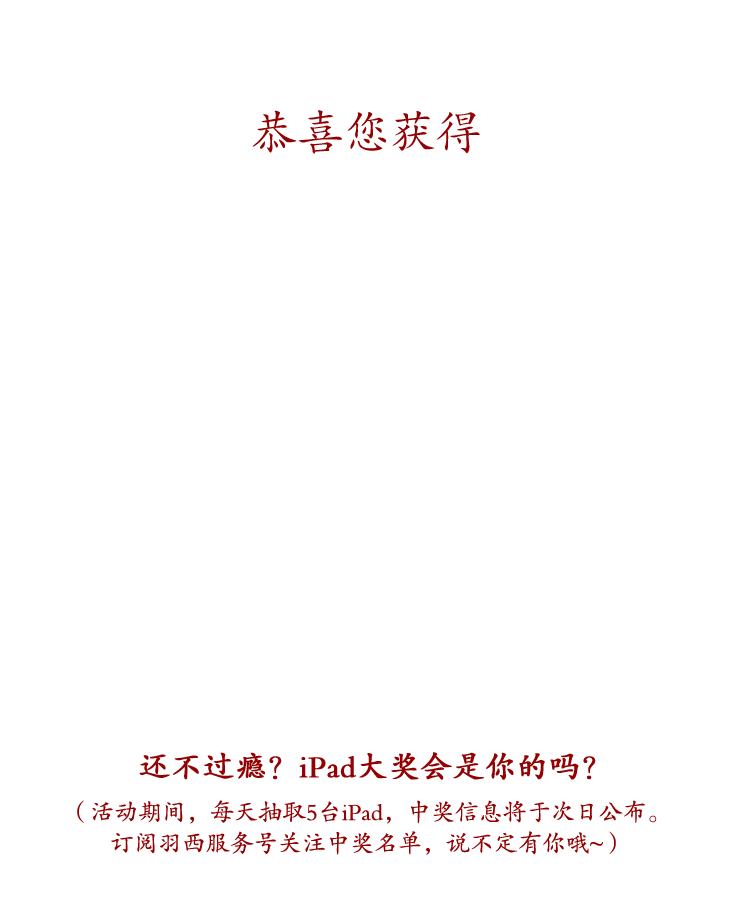 恭喜您获得
还不过瘾？iPad大奖会是你的吗？
（活动期间，每天抽取5台iPad，中奖信息将于次日公布。
订阅羽西服务号关注中奖名单，说不定有你哦~）